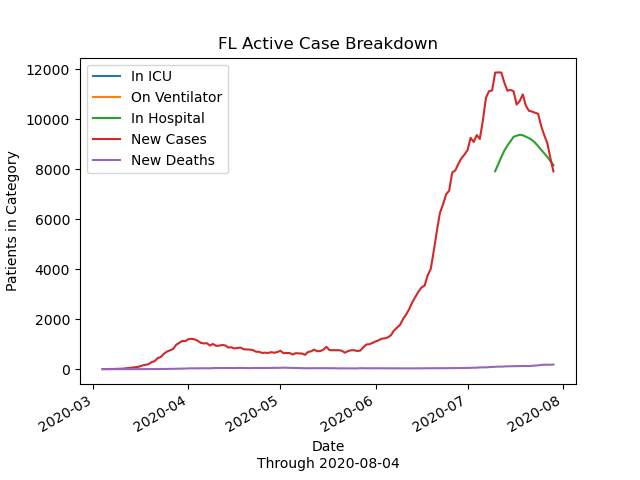 FL Active Case Breakdown
12000
10000
8000
6000
4000
2000
0
Patients in Category
In ICU
On Ventilator
In Hospital
New Cases
New Deaths
2020-03
2020-04
2020-05
2020-06
2020-07
2020-08
Date
Through 2020-08-04